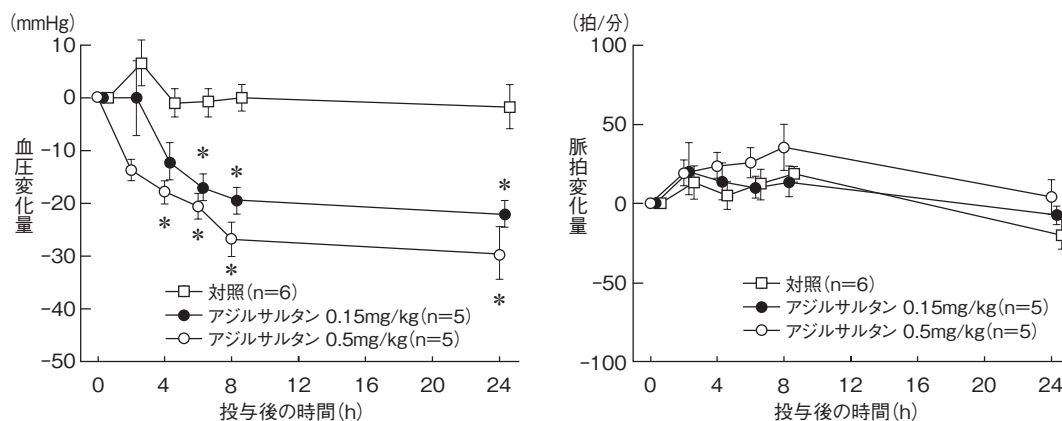 (mmHg)
10
0
-10
-20
-30
-40
-50
血圧変化量
*
*
*
*
*
*
*
対照(n=6)
アジルサルタン 0.15mg/kg(n=5)
アジルサルタン 0.5mg/kg(n=5)
0 4 8 12 16 20 24
投与後の時間(h)
(拍/分)
100
50
0
-50
-100
脈拍変化量
対照(n=6)
アジルサルタン 0.15mg/kg(n=5)
アジルサルタン 0.5mg/kg(n=5)
0 4 8 12 16 20 24
投与後の時間(h)